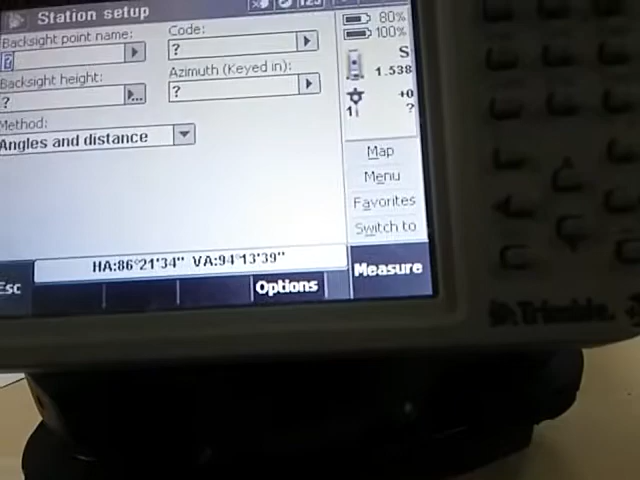 Station setup
Backsight point name:
?
Code:
?
Backsight height:
?
Azimuth (Keyed in):
?
Method:
Angles and distance
HA:86°21'34" VA:94°13'39"
Esc
Options
80%
100%
S
1.538
+0
1
?
Map
Menu
Favorites
Switch to
Measure
Trimble.